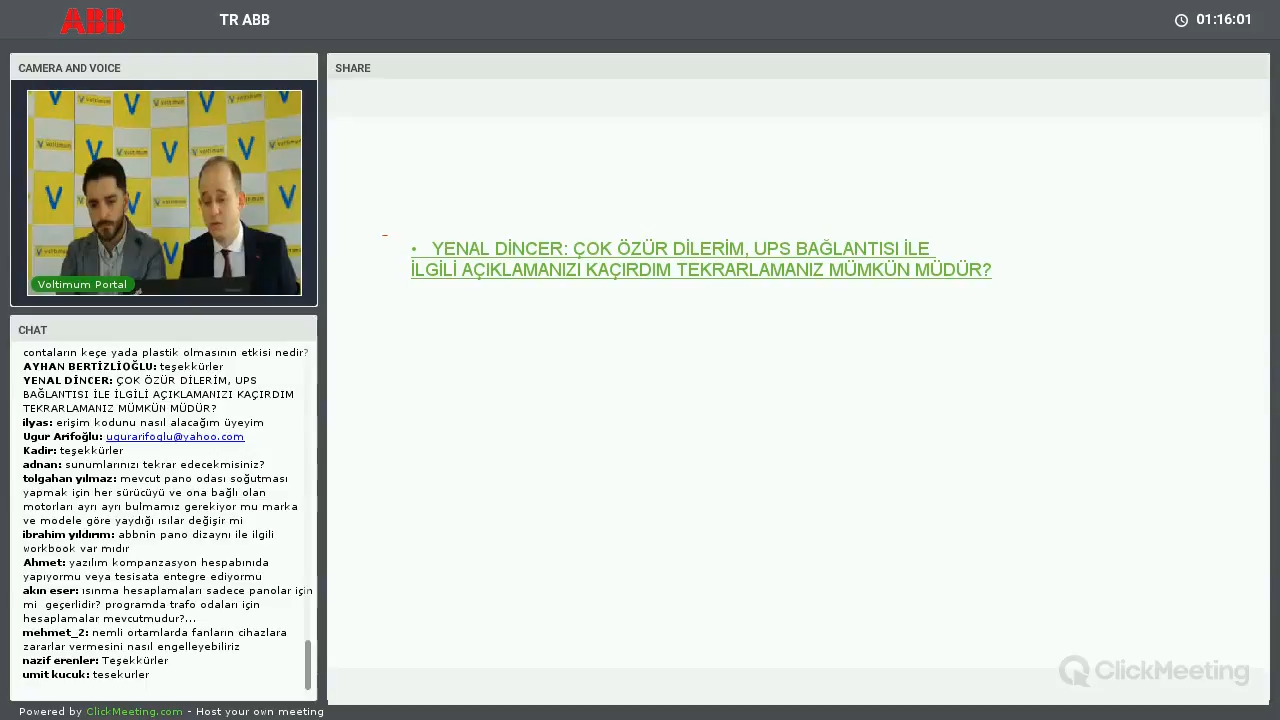 ABB
TR ABB
01:16:01
CAMERA AND VOICE
SHARE
Voltimum Portal
• YENAL DİNCER: ÇOK ÖZÜR DİLERİM, UPS BAĞLANTISI İLE
İLGİLİ AÇIKLAMANIZI KAÇIRDIM TEKRARLAMANIZ MÜMKÜN MÜDÜR?
CHAT
contaların keçe yada plastik olmasının etkisi nedir?
AYHAN BERTİZLİOĞLU: teşekkürler
YENAL DİNCER: ÇOK ÖZÜR DİLERİM, UPS
BAĞLANTISI İLE İLGİLİ AÇIKLAMANIZI KAÇIRDIM
TEKRARLAMANIZ MÜMKÜN MÜDÜR?
ilyas: erişim kodunu nasıl alacağım üyeyim
Ugur Arifoğlu: ugurarifoglu@yahoo.com
Kadir: teşekkürler
adnan: sunumlarınızı tekrar edecekmisiniz?
tolgahan yılmaz: mevcut pano odası soğutması
yapmak için her sürücüyü ve ona bağlı olan
motorları ayrı ayrı bulmamız gerekiyor mu marka
ve modele göre yaydığı ısılar değişir mi
ibrahim yıldırım: abbnin pano dizaynı ile ilgili
workbook var mıdır
Ahmet: yazılım kompanzasyon hespabınıda
yapıyormu veya tesisata entegre ediyormu
akın eser: ısınma hesaplamaları sadece panolar için
mi geçerlidir? programda trafo odaları için
hesaplamalar mevcutmudur?...
mehmet_2: nemli ortamlarda fanların cihazlara
zararlar vermesini nasıl engelleyebiliriz
nazif erenler: Teşekkürler
umit kucuk: tesekurler
ClickMeeting
Powered by ClickMeeting.com - Host your own meeting